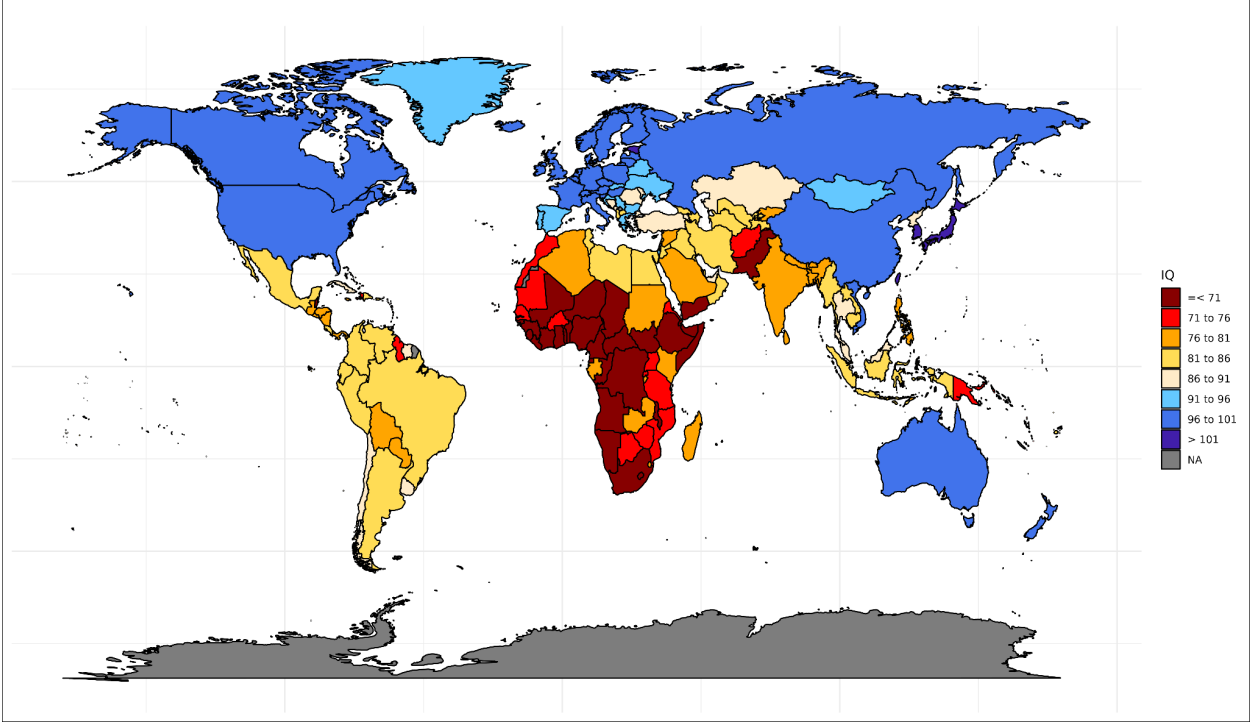 IQ
=< 71
71 to 76
76 to 81
81 to 86
86 to 91
91 to 96
96 to 101
> 101
NA